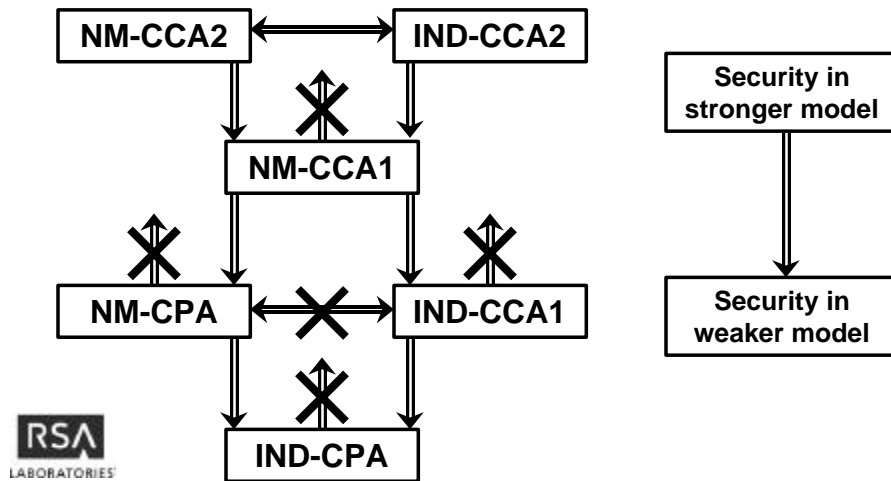 NM-CCA2
IND-CCA2
Security in
stronger model
NM-CCA1
NM-CPA
IND-CCA1
Security in
weaker model
RSA
LABORATORIES
IND-CPA